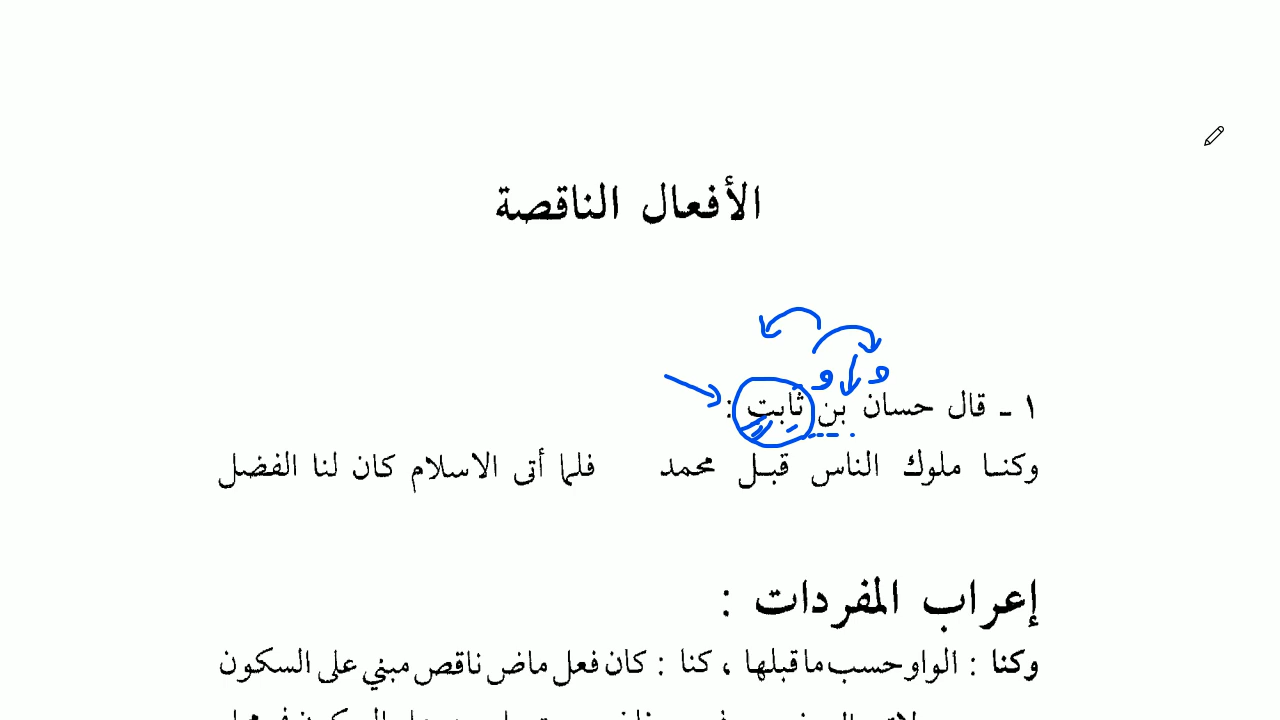 الأفعال الناقصة
١ ـ قال حسان بن ثابت :
وكنا ملوك الناس قبل محمد فلما أتى الاسلام كان لنا الفضل
إعراب المفردات :
وكنا : الواو حسب ما قبلها ، كنا : كان فعل ماض ناقص مبني على السكون